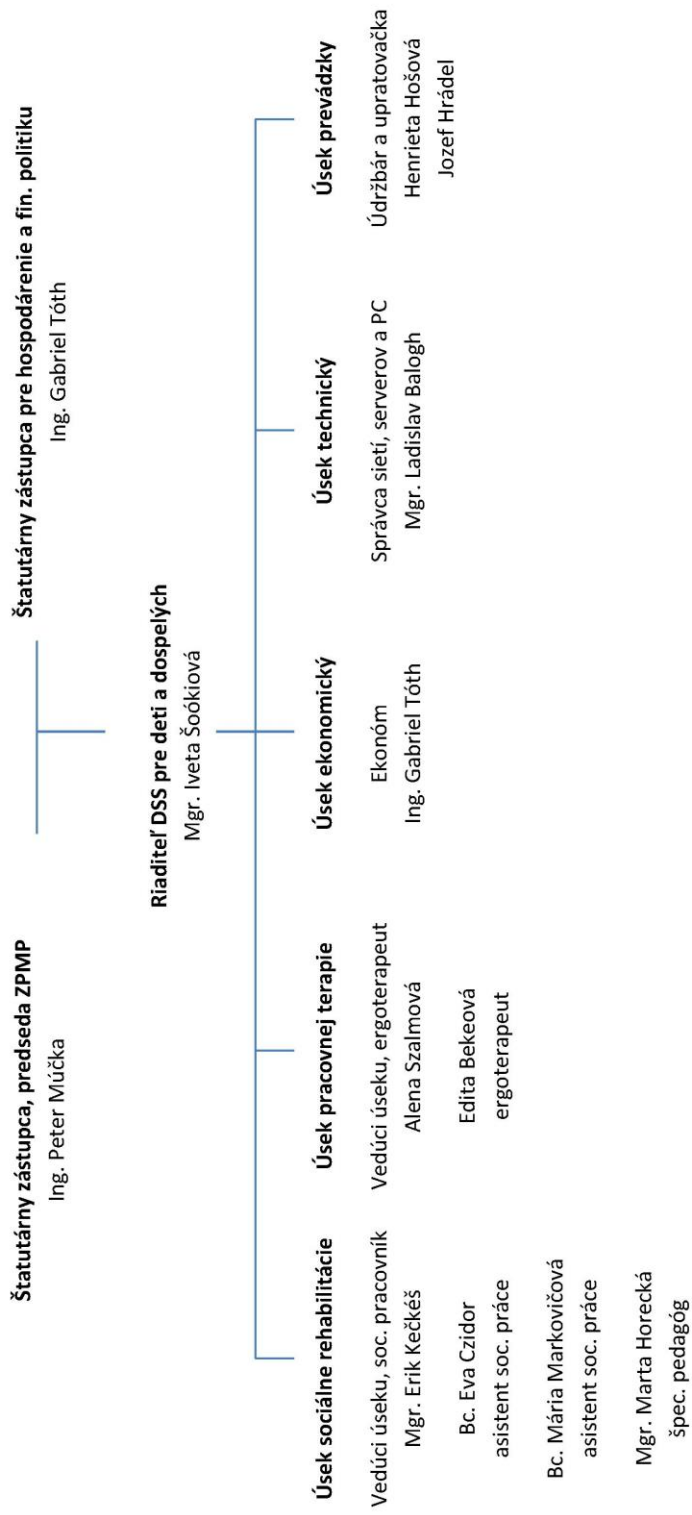 Štatutárny zástupca, predseda ZPMP
Ing. Peter Múčka
Štatutárny zástupca pre hospodárenie a fin. politiku
Ing. Gabriel Tóth
Riaditeľ DSS pre deti a dospelých
Mgr. Iveta Šoókiová
Úsek sociálne rehabilitácie
Vedúci úseku, soc. pracovník
Mgr. Erik Kečkéš
Bc. Eva Czidor
asistent soc. práce
Bc. Mária Markovičová
asistent soc. práce
Mgr. Marta Horecká
špec. pedagóg
Úsek pracovnej terapie
Vedúci úseku, ergoterapeut
Alena Szalmová
Edita Bekeová
ergoterapeut
Úsek ekonomický
Ekonóm
Ing. Gabriel Tóth
Úsek technický
Správca sietí, serverov a PC
Mgr. Ladislav Balogh
Úsek prevádzky
Údržbár a upratovačka
Henrieta Hošová
Jozef Hrádel